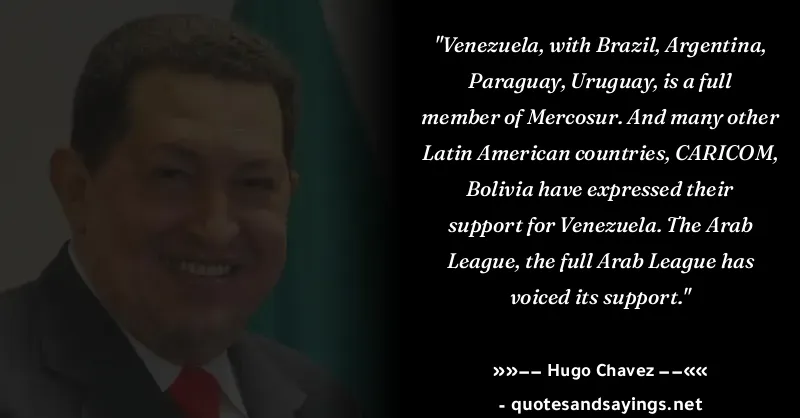 "Venezuela, with Brazil, Argentina,
Paraguay, Uruguay, is a full
member of Mercosur. And many other
Latin American countries, CARICOM,
Bolivia have expressed their
support for Venezuela. The Arab
League, the full Arab League has
voiced its support."
»»−− Hugo Chavez −−««
- quotesandsayings.net